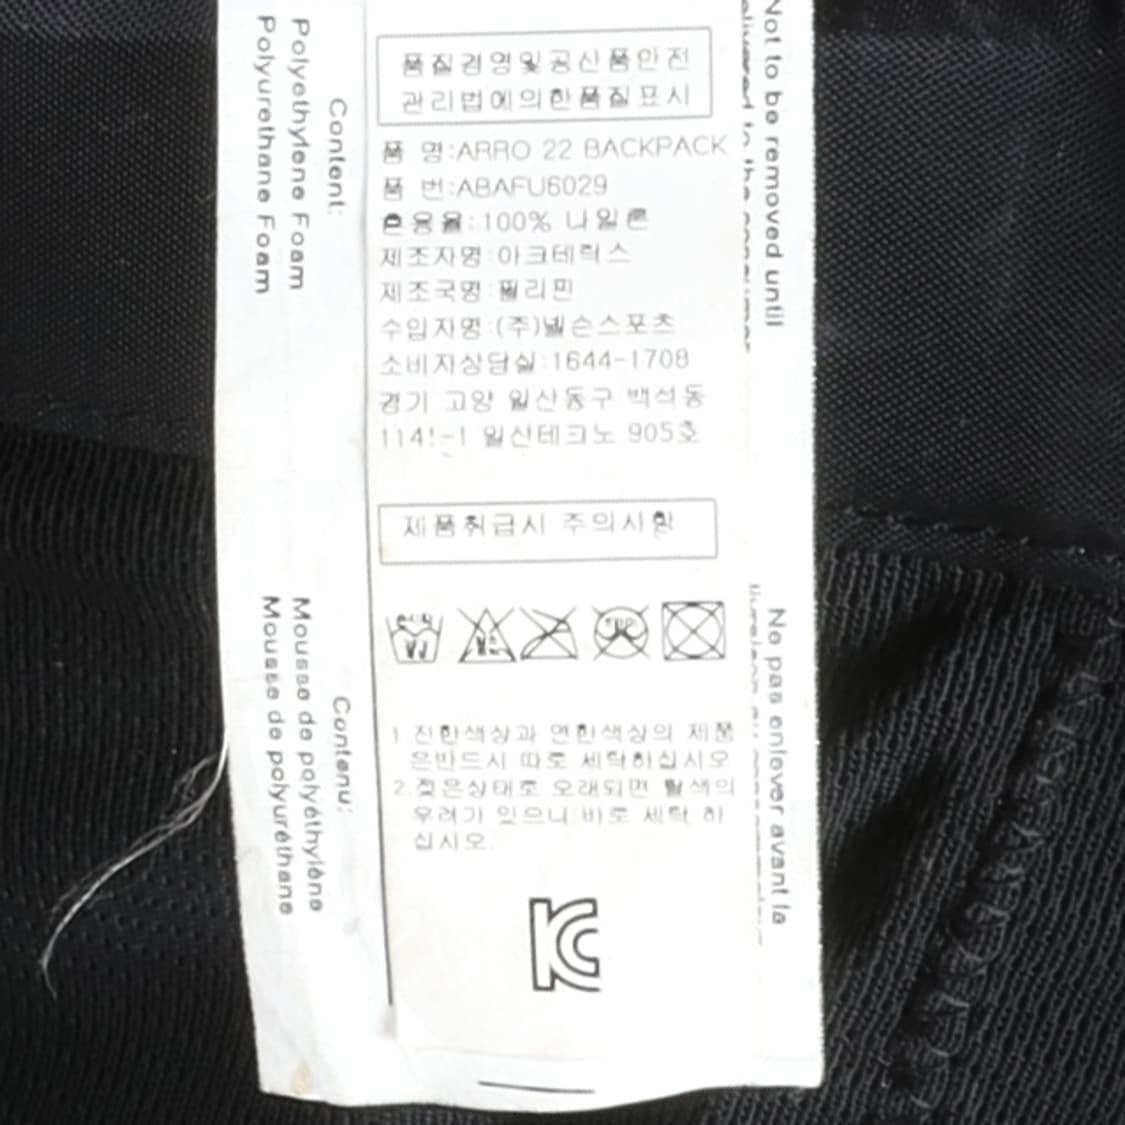 품질경영및공산품안전
관리법에의한품질표시
품 명:ARRO 22 BACKPACK
품 번:ABAFU6029
혼용율:100% 나일론
제조자명:아크테릭스
제조국명:필리핀
수입자명:(주)넬슨스포츠
소비자상담실:1644-1708
경기 고양 일산동구 백석동
1141-1 일산테크노 905호
제품취급시 주의사항
1. 진한색상과 연한색상의 제품
은반드시 따로 세탁하십시오
2.젖은상태로 오래되면 탈색의
우려가 있으니 바로 세탁 하
십시오.
Content:
Polyethylene Foam
Polyurethane Foam
Contenu:
Mousse de polyéthylène
Mousse de polyuréthane
Not to be removed until
delivered to the consumer
No pas enlever avant la